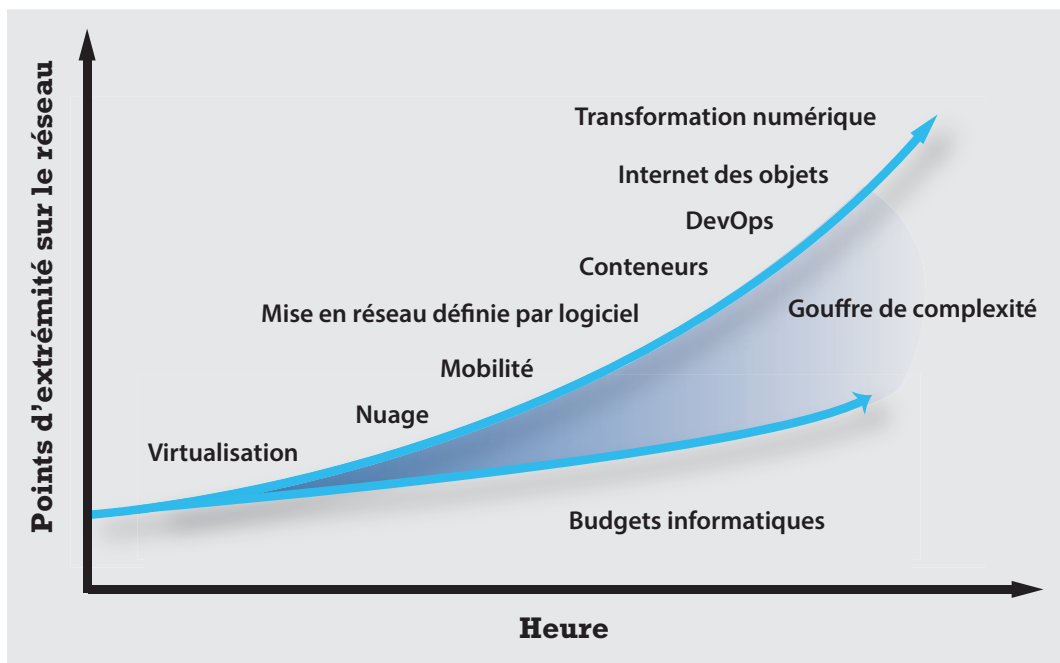 Points d'extrémité sur le réseau
Transformation numérique
Internet des objets
DevOps
Conteneurs
Mise en réseau définie par logiciel
Gouffre de complexité
Mobilité
Nuage
Virtualisation
Budgets informatiques
Heure